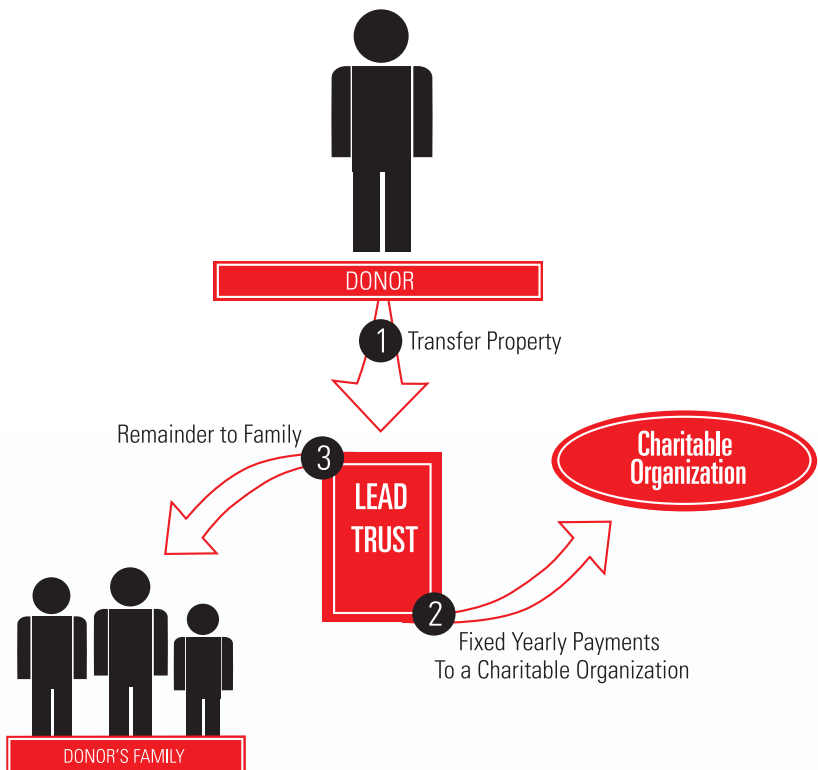 DONOR
1 Transfer Property
Remainder to Family
3
Charitable
Organization
LEAD
TRUST
2
Fixed Yearly Payments
To a Charitable Organization
DONOR'S FAMILY